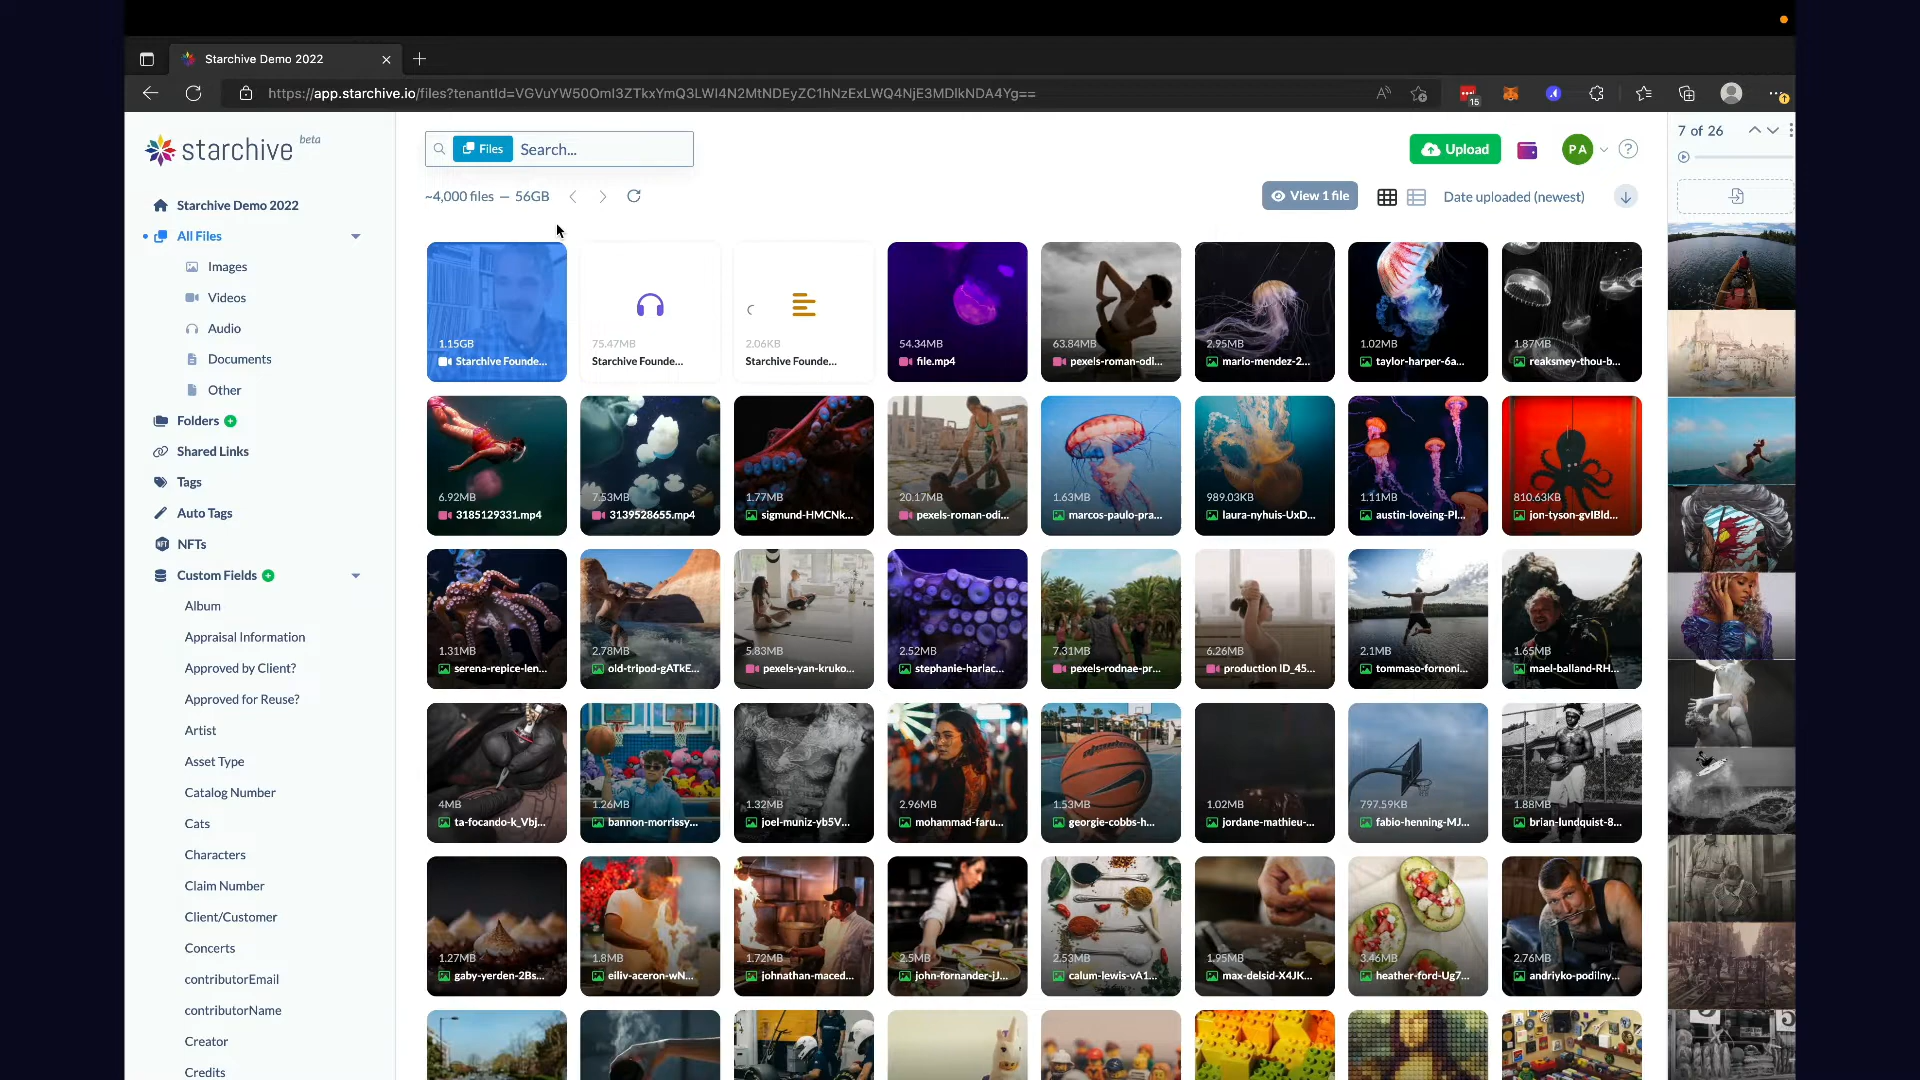 Starchive Demo 2022
https://app.starchive.io/files?tenantId=VGVuYW50OmI3ZTkxYmQ3LWI4N2MtNDEyZC1hNzExLWQ4NjE3MDlkNDA4Yg==
15
starchive beta
Starchive Demo 2022
All Files
Images
Videos
Audio
Documents
Other
Folders
Shared Links
Tags
Auto Tags
NFT
NFTs
Custom Fields
Album
Appraisal Information
Approved by Client?
Approved for Reuse?
Artist
Asset Type
Catalog Number
Cats
Characters
Claim Number
Client/Customer
Concerts
contributorEmail
contributorName
Creator
Credits
Files Search...
Upload
PA
?
~4,000 files — 56GB
View 1 file
Date uploaded (newest)
7 of 26
1.15GB
Starchive Founde...
75.47MB
Starchive Founde...
2.06KB
Starchive Founde...
54.34MB
file.mp4
63.84MB
pexels-roman-odi...
2.95MB
mario-mendez-2...
1.02MB
taylor-harper-6a...
1.87MB
reaksmey-thou-b...
6.92MB
3185129331.mp4
7.53MB
3139528655.mp4
1.77MB
sigmund-HMCNk...
20.17MB
pexels-roman-odi...
1.63MB
marcos-paulo-pra...
989.03KB
laura-nyhuis-UxD...
1.11MB
austin-loveing-Pl...
810.63KB
jon-tyson-gvIBld...
1.31MB
serena-repice-len...
2.78MB
old-tripod-gATkE...
5.83MB
pexels-yan-kruko...
2.52MB
stephanie-harlac...
7.31MB
pexels-rodnae-pr...
6.26MB
production ID_45...
2.1MB
tommaso-fornoni...
1.65MB
mael-balland-RH...
4MB
ta-focando-k_Vbj...
1.26MB
bannon-morrissy...
1.32MB
joel-muniz-yb5V...
2.96MB
mohammad-faru...
1.53MB
georgie-cobbs-h...
1.02MB
jordane-mathieu-...
797.59KB
fabio-henning-MJ...
1.88MB
brian-lundquist-8...
1.27MB
gaby-yerden-2Bs...
1.8MB
eiliv-aceron-wN...
1.72MB
johnathan-maced...
2.5MB
john-fornander-jJ...
2.53MB
calum-lewis-vA1...
1.95MB
max-delsid-X4JK...
3.46MB
heather-ford-Ug7...
2.76MB
andriyko-podilny...